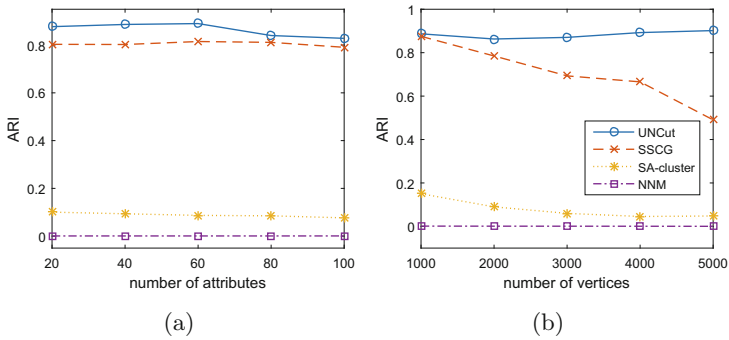 0.8
0.6
0.4
0.2
0
ARI
20 40 60 80 100
number of attributes
(a)
1
0.8
0.6
0.4
0.2
0
ARI
UNCut
SSCG
SA-cluster
NNM
1000 2000 3000 4000 5000
number of vertices
(b)